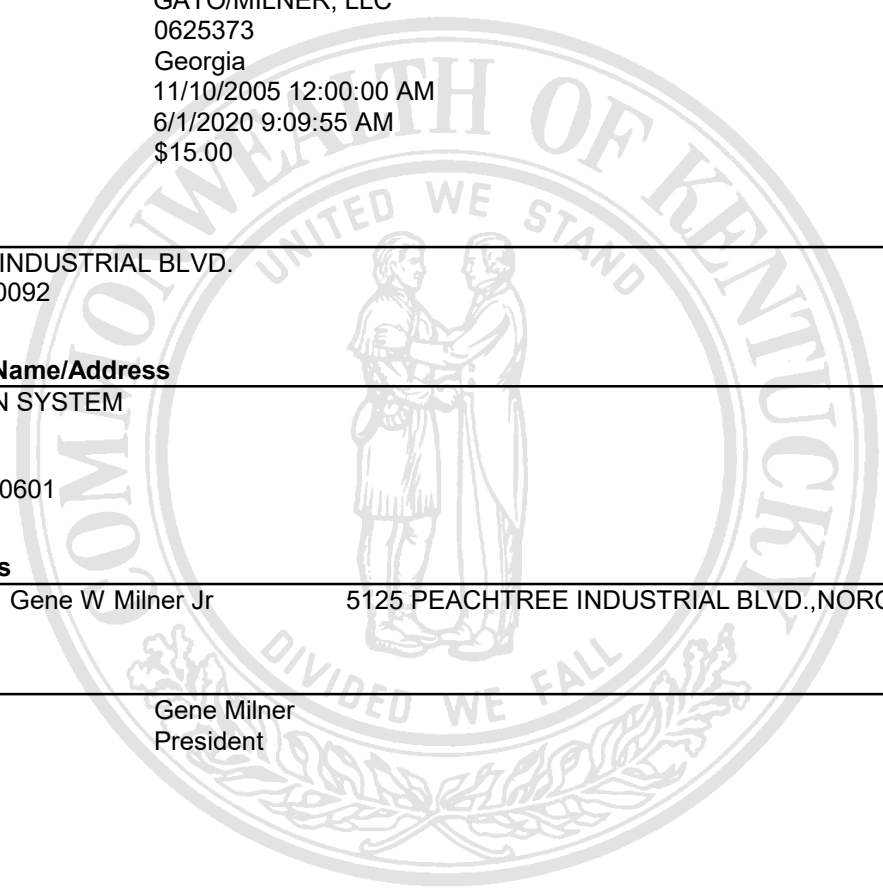 GATO/MILNER, LLC
0625373
Georgia
11/10/2005 12:00:00 AM
6/1/2020 9:09:55 AM
$15.00
INDUSTRIAL BLVD.
0092
Name/Address
N SYSTEM
0601
s
Gene W Milner Jr 5125 PEACHTREE INDUSTRIAL BLVD.,NORC
Gene Milner
President
COMMONWEALTH OF KENTUCKY
UNITED WE STAND
DIVIDED WE FALL